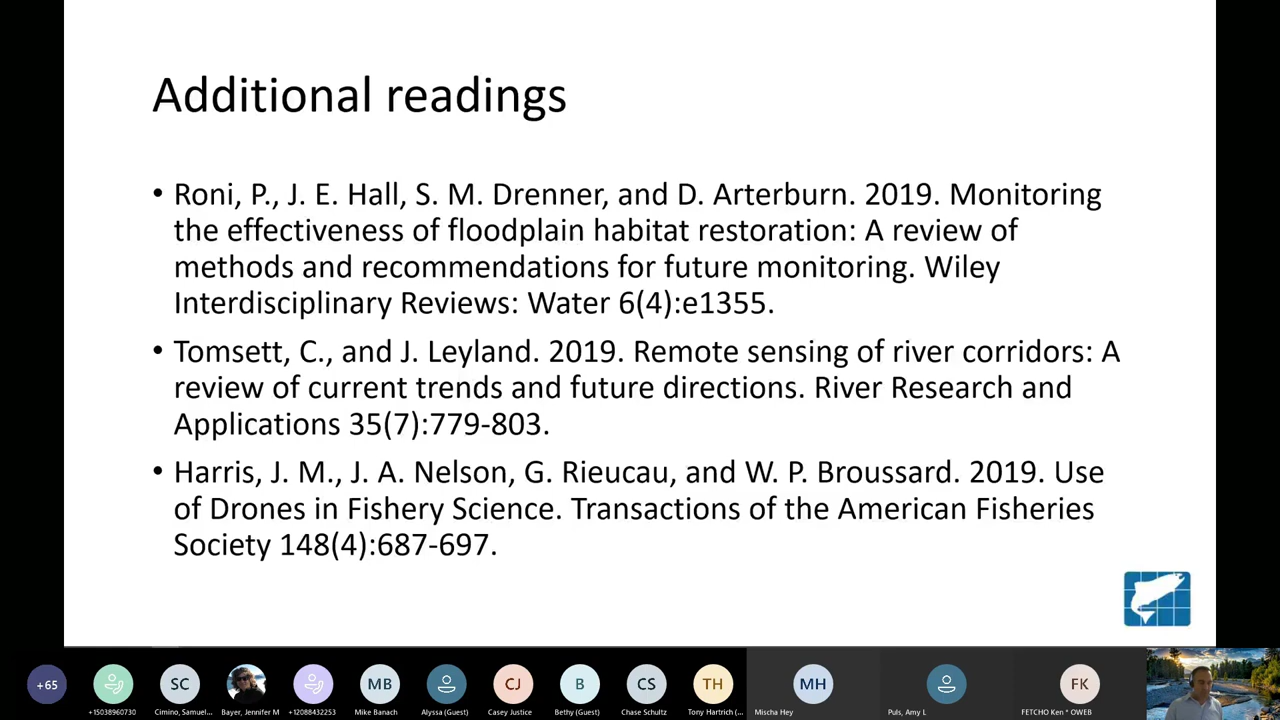 Additional readings
• Roni, P., J. E. Hall, S. M. Drenner, and D. Arterburn. 2019. Monitoring
the effectiveness of floodplain habitat restoration: A review of
methods and recommendations for future monitoring. Wiley
Interdisciplinary Reviews: Water 6(4):e1355.
• Tomsett, C., and J. Leyland. 2019. Remote sensing of river corridors: A
review of current trends and future directions. River Research and
Applications 35(7):779-803.
• Harris, J. M., J. A. Nelson, G. Rieucau, and W. P. Broussard. 2019. Use
of Drones in Fishery Science. Transactions of the American Fisheries
Society 148(4):687-697.
+65 SC MB CJ B CS TH MH FK
+15038960730 Cimino, Samuel... Bayer, Jennifer M +12088432253 Mike Banach Alyssa (Guest) Casey Justice Bethy (Guest) Chase Schultz Tony Hartrich (... Mischa Hey Puls, Amy L FETCHO Ken * OWEB